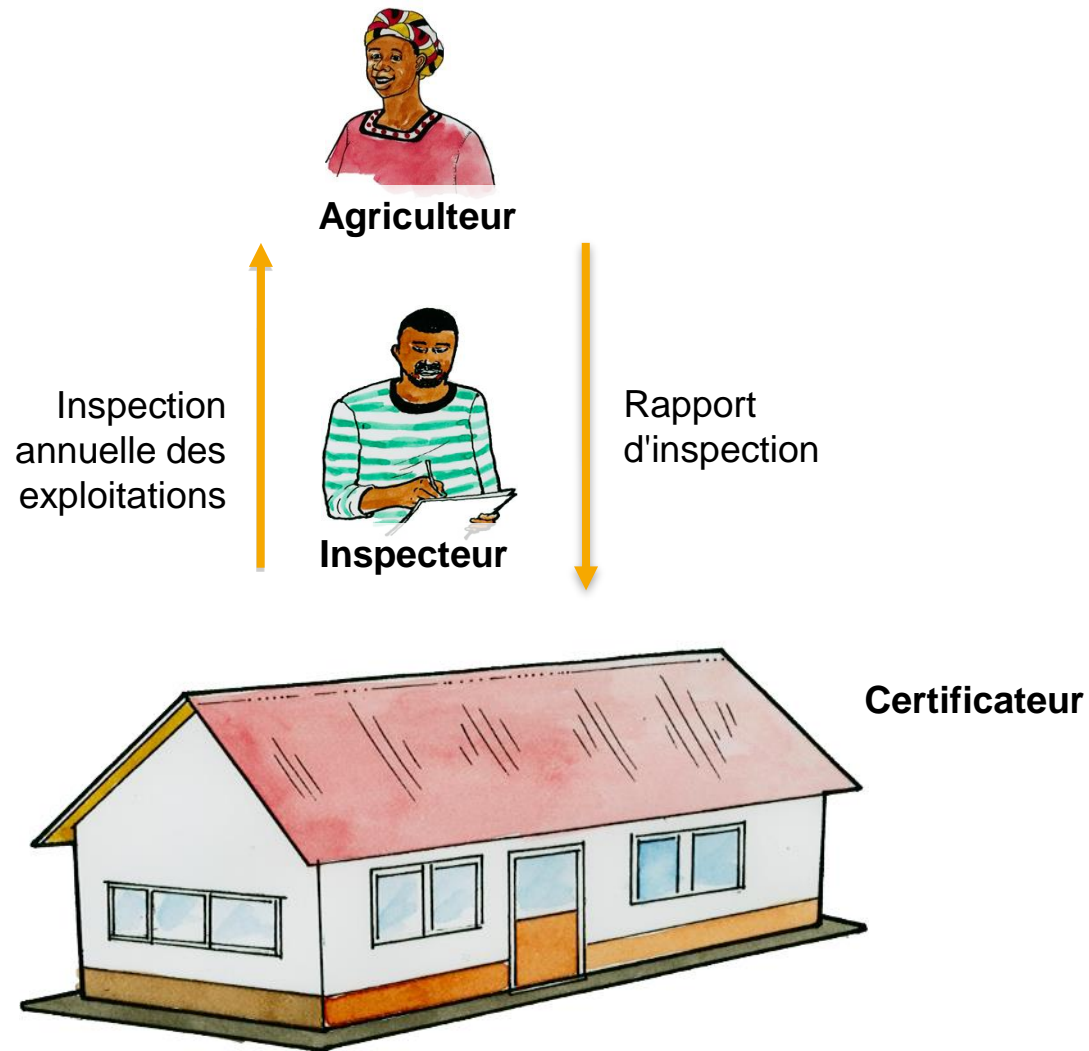 Agriculteur
Inspection
annuelle des
exploitations
Rapport
d'inspection
Inspecteur
Certificateur